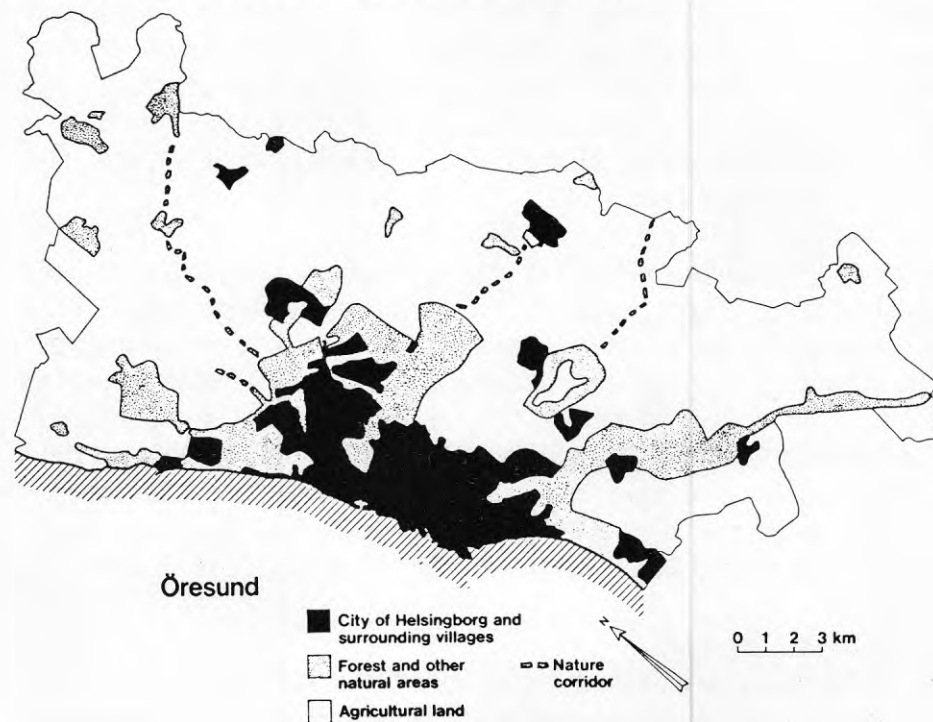 Öresund
City of Helsingborg and
surrounding villages
Forest and other
natural areas
Agricultural land
Nature
corridor
N
0 1 2 3 km